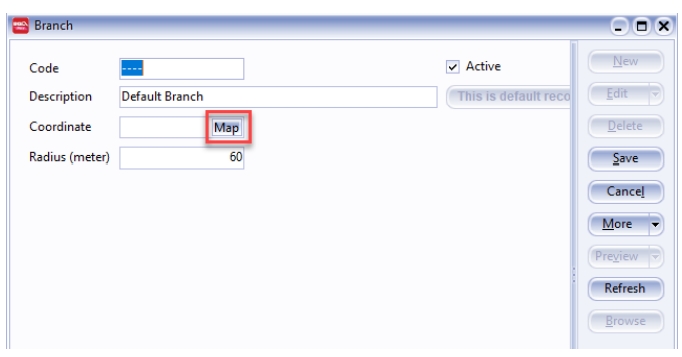 Branch
Code ---- Active
Description Default Branch This is default reco
Coordinate Map
Radius (meter) 60
New
Edit
Delete
Save
Cancel
More
Preview
Refresh
Browse